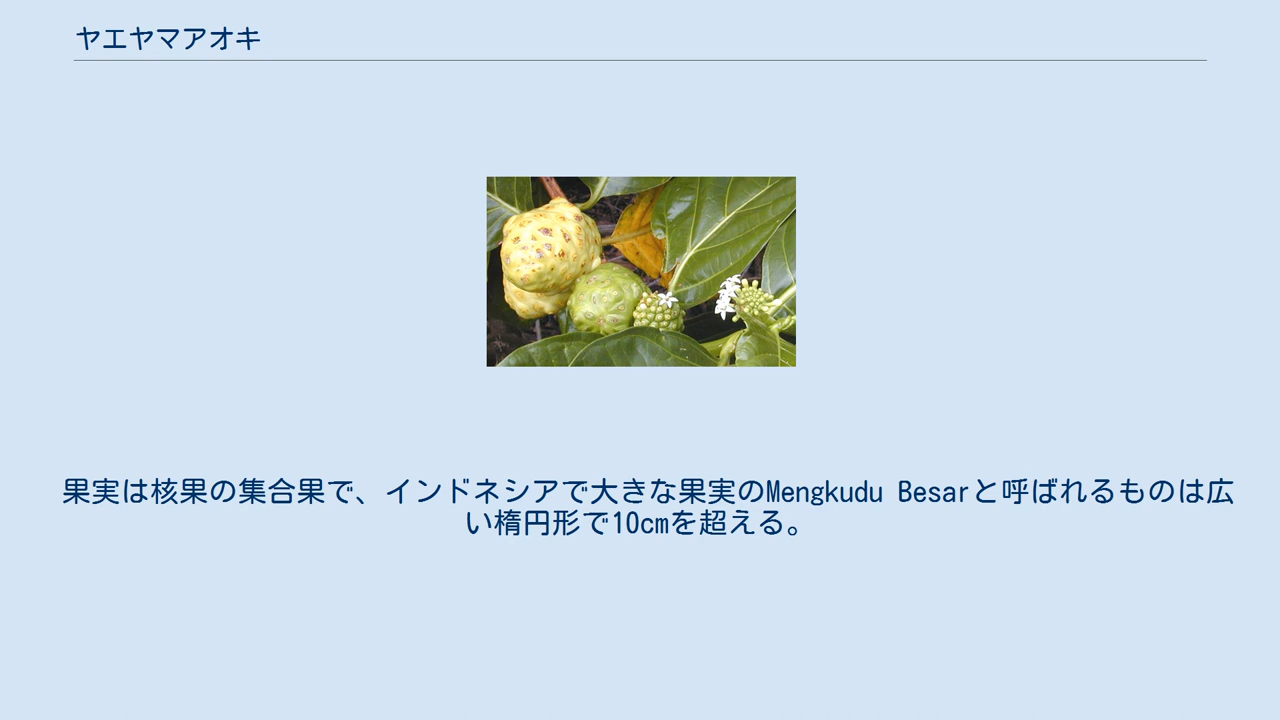 ヤエヤマアオキ
果実は核果の集合果で、インドネシアで大きな果実のMengkudu Besarと呼ばれるものは広
い楕円形で10cmを超える。